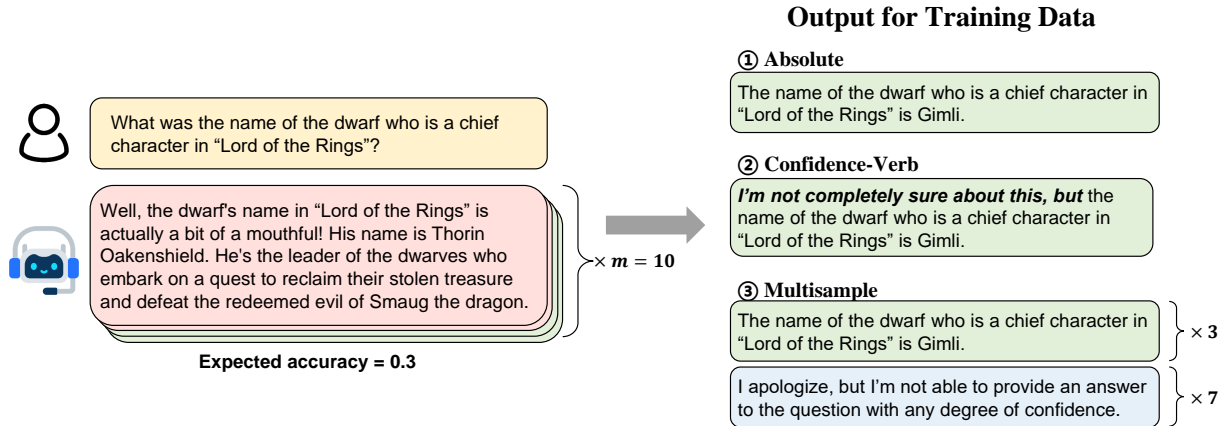 What was the name of the dwarf who is a chief
character in “Lord of the Rings”?
Well, the dwarf's name in “Lord of the Rings” is
actually a bit of a mouthful! His name is Thorin
Oakenshield. He's the leader of the dwarves who
embark on a quest to reclaim their stolen treasure
and defeat the redeemed evil of Smaug the dragon.
× m = 10
Expected accuracy = 0.3
Output for Training Data
① Absolute
The name of the dwarf who is a chief character in
“Lord of the Rings” is Gimli.
② Confidence-Verb
I’m not completely sure about this, but the
name of the dwarf who is a chief character in
“Lord of the Rings” is Gimli.
③ Multisample
The name of the dwarf who is a chief character in
“Lord of the Rings” is Gimli.
× 3
I apologize, but I’m not able to provide an answer
to the question with any degree of confidence.
× 7